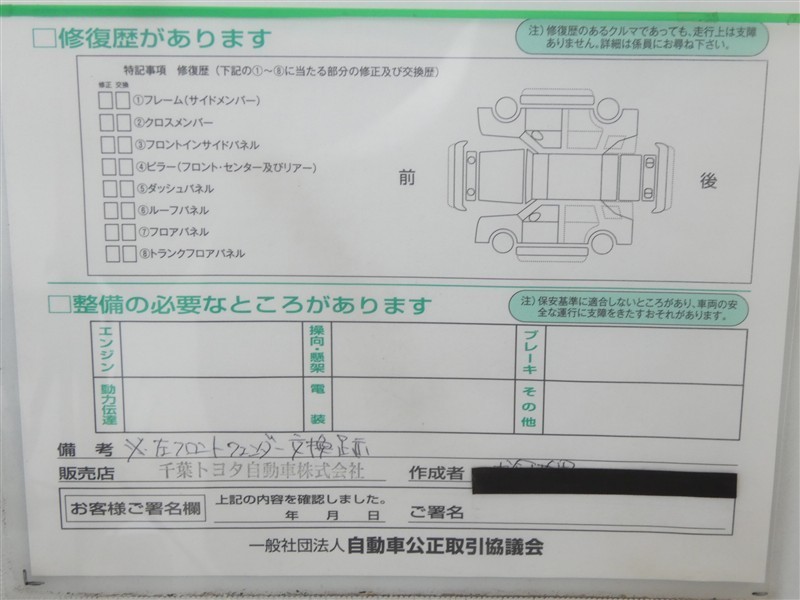 □修復歴があります
注）修復歴のあるクルマであっても、走行上は支障
ありません。詳細は係員にお尋ね下さい。
特記事項 修復歴（下記の①～⑧に当たる部分の修正及び交換歴）
修正 交換
①フレーム（サイドメンバー）
②クロスメンバー
③フロントインサイドパネル
④ピラー（フロント・センター及びリアー）
⑤ダッシュパネル
⑥ルーフパネル
⑦フロアパネル
⑧トランクフロアパネル
前
後
□整備の必要なところがあります
注）保安基準に適合しないところがあり、車両の安
全な運行に支障をきたすおそれがあります。
エンジン
操向・懸架
ブレーキ
動力伝達
電装
その他
備考 ※左フロントフェンダー交換
販売店 千葉トヨタ自動車株式会社
作成者
お客様ご署名欄
上記の内容を確認しました。
年 月 日
ご署名
一般社団法人 自動車公正取引協議会